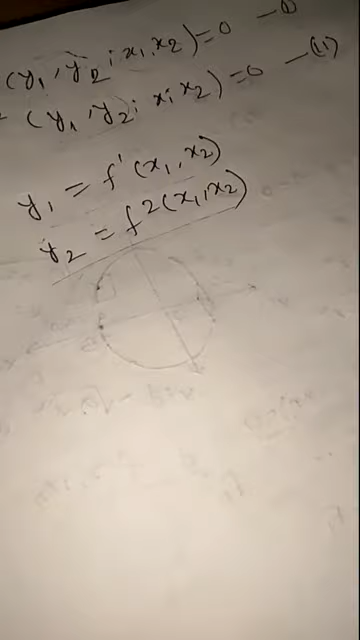 (y₁, y₂ ; x₁, x₂) = 0 — (I)
(y₁, y₂ ; x₁, x₂) = 0 — (II)
y₁ = f¹(x₁, x₂)
y₂ = f²(x₁, x₂)